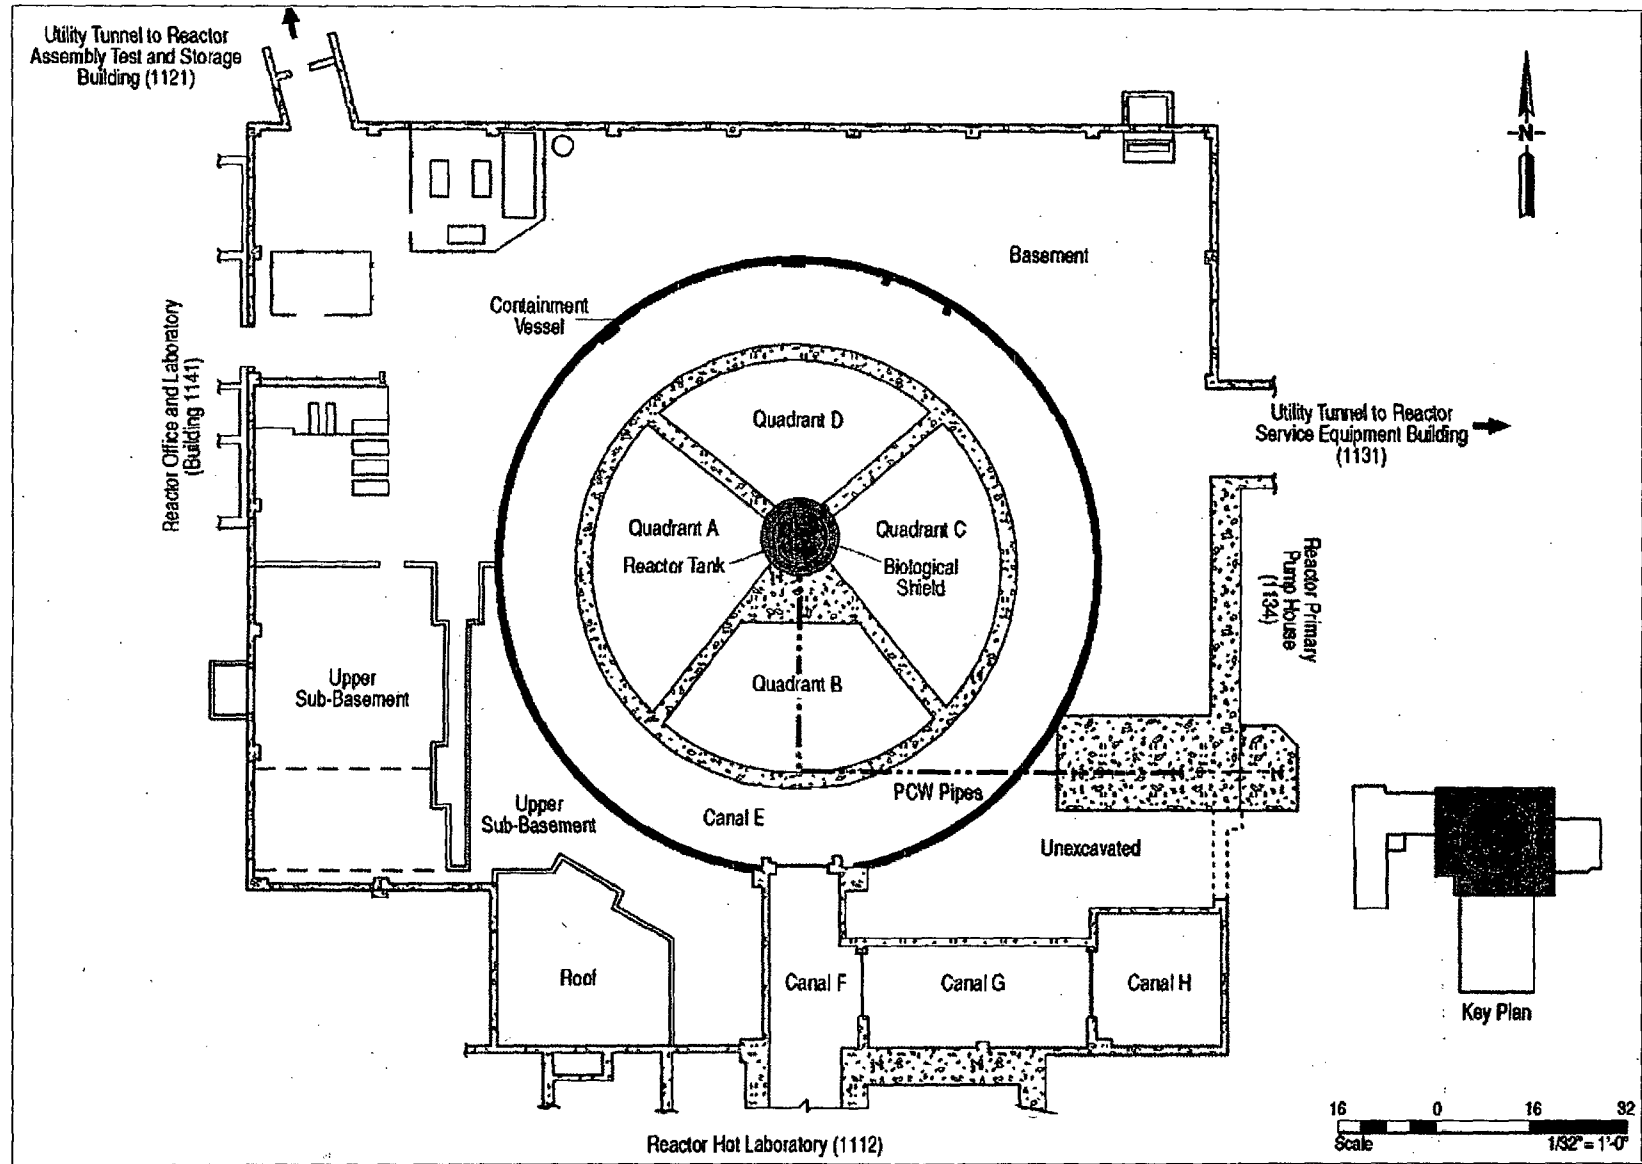 Utility Tunnel to Reactor
Assembly Test and Storage
Building (1121)
N
Basement
Containment
Vessel
Reactor Office and Laboratory
(Building 1141)
Quadrant D
Utility Tunnel to Reactor
Service Equipment Building
(1131)
Quadrant A
Quadrant C
Reactor Tank
Biological
Shield
Reactor Primary
Pump House
(1134)
Upper
Sub-Basement
Quadrant B
PCW Pipes
Upper
Sub-Basement
Canal E
Unexcavated
Roof
Canal F
Canal G
Canal H
Key Plan
16 0 16 32
Scale 1/32" = 1'-0"
Reactor Hot Laboratory (1112)